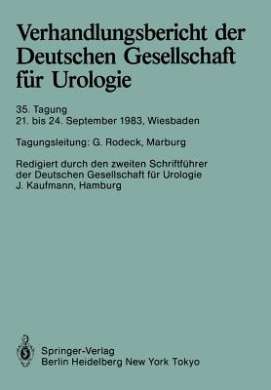 Verhandlungsbericht der
Deutschen Gesellschaft
für Urologie
35. Tagung
21. bis 24. September 1983, Wiesbaden
Tagungsleitung: G. Rodeck, Marburg
Redigiert durch den zweiten Schriftführer
der Deutschen Gesellschaft für Urologie
J. Kaufmann, Hamburg
Springer-Verlag
Berlin Heidelberg New York Tokyo